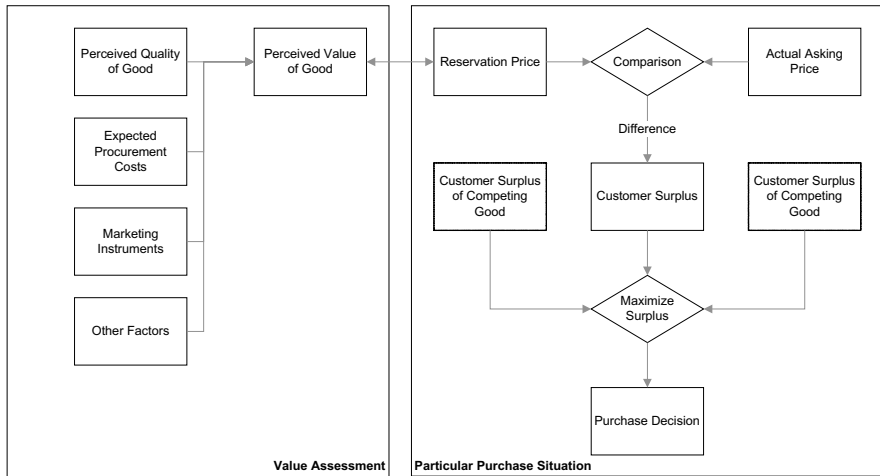 Perceived Quality
of Good
Perceived Value
of Good
Reservation Price
Comparison
Actual Asking
Price
Expected
Procurement
Costs
Difference
Customer Surplus
of Competing
Good
Customer Surplus
Customer Surplus
of Competing
Good
Marketing
Instruments
Maximize
Surplus
Other Factors
Purchase Decision
Value Assessment
Particular Purchase Situation